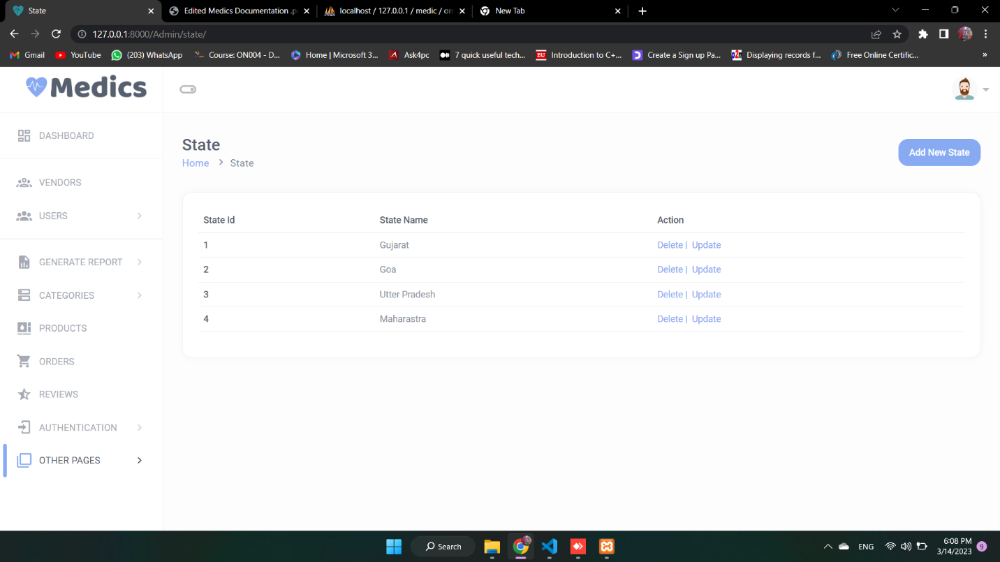 State
Edited Medics Documentation .p
localhost / 127.0.0.1 / medic / ord
New Tab
127.0.0.1:8000/Admin/state/
Gmail
YouTube
(203) WhatsApp
Course: ON004 - D...
Home | Microsoft 3...
Ask4pc
7 quick useful tech...
BU
Introduction to C+...
Create a Sign up Pa...
Displaying records f...
Free Online Certific...
»
Medics
DASHBOARD
VENDORS
USERS
GENERATE REPORT
CATEGORIES
PRODUCTS
ORDERS
REVIEWS
AUTHENTICATION
OTHER PAGES
State
Home > State
Add New State
State Id State Name Action
1 Gujarat Delete | Update
2 Goa Delete | Update
3 Utter Pradesh Delete | Update
4 Maharastra Delete | Update
Search
ENG
6:08 PM
3/14/2023
9